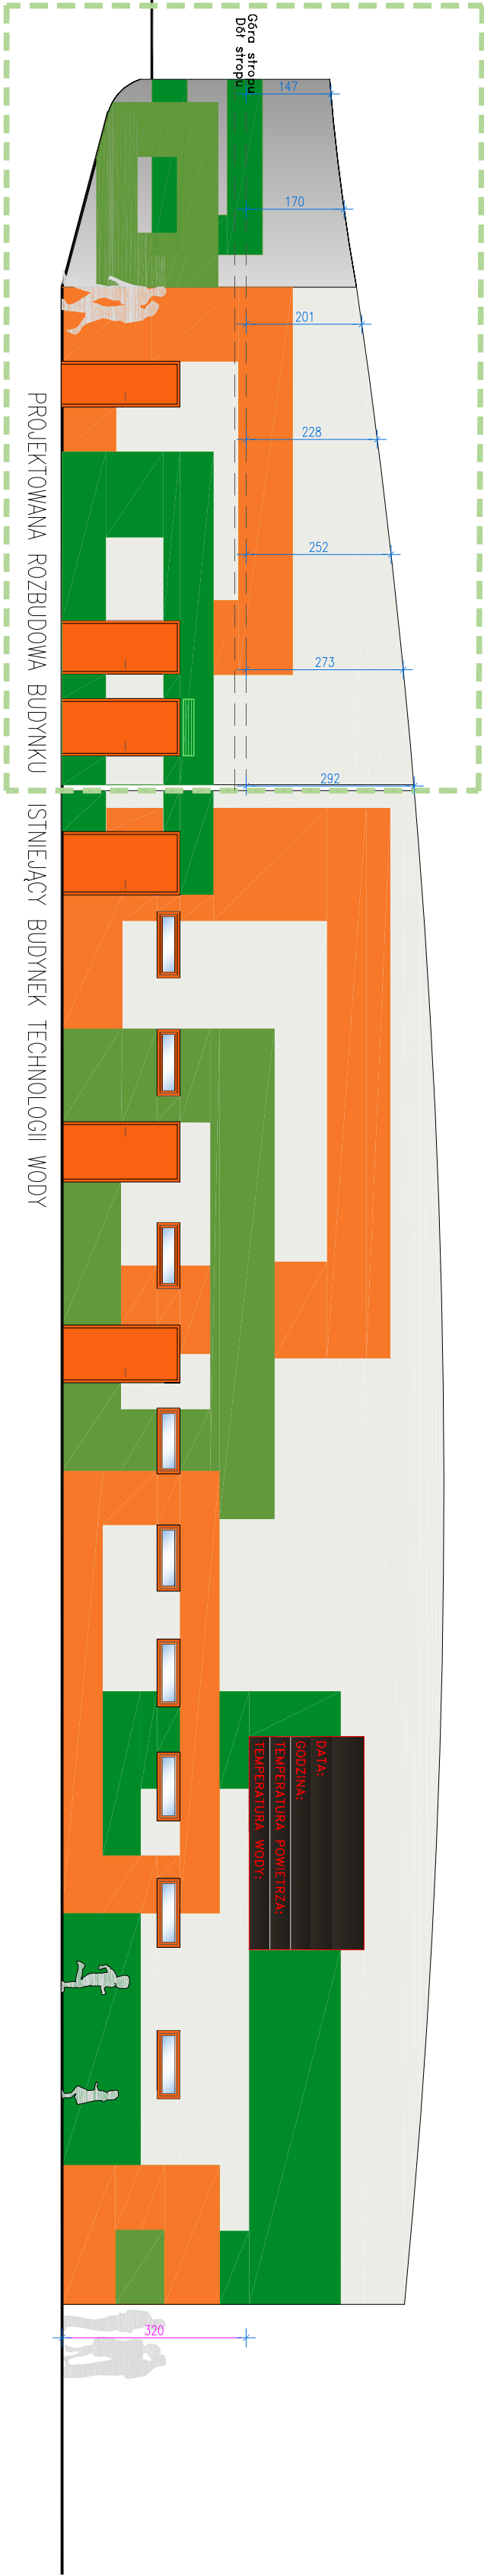 Góra stropu
Dół stropu
147
170
201
228
252
273
292
DATA:
GODZINA:
TEMPERATURA POWIETRZA:
TEMPERATURA WODY:
320
PROJEKTOWANA ROZBUDOWA BUDYNKU
ISTNIEJĄCY BUDYNEK TECHNOLOGII WODY